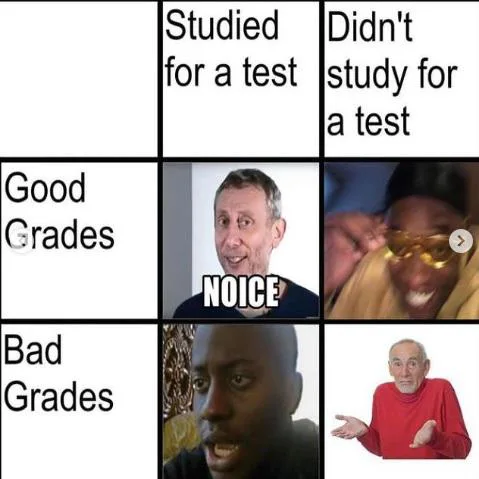 Studied
for a test
Didn't
study for
a test
Good
Grades
NOICE
Bad
Grades